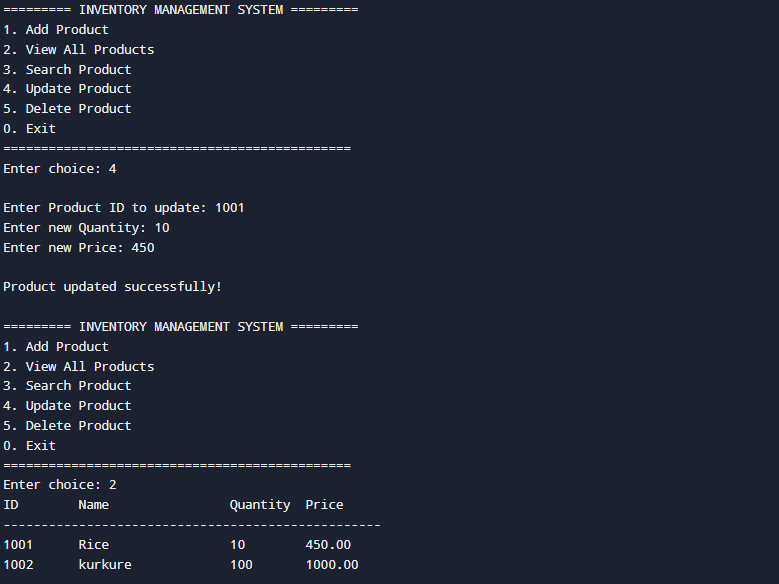 ========= INVENTORY MANAGEMENT SYSTEM =========
1. Add Product
2. View All Products
3. Search Product
4. Update Product
5. Delete Product
0. Exit
==============================================
Enter choice: 4
Enter Product ID to update: 1001
Enter new Quantity: 10
Enter new Price: 450
Product updated successfully!
========= INVENTORY MANAGEMENT SYSTEM =========
1. Add Product
2. View All Products
3. Search Product
4. Update Product
5. Delete Product
0. Exit
==============================================
Enter choice: 2
ID        Name                Quantity  Price
--------------------------------------------------
1001      Rice                10        450.00
1002      kurkure             100       1000.00